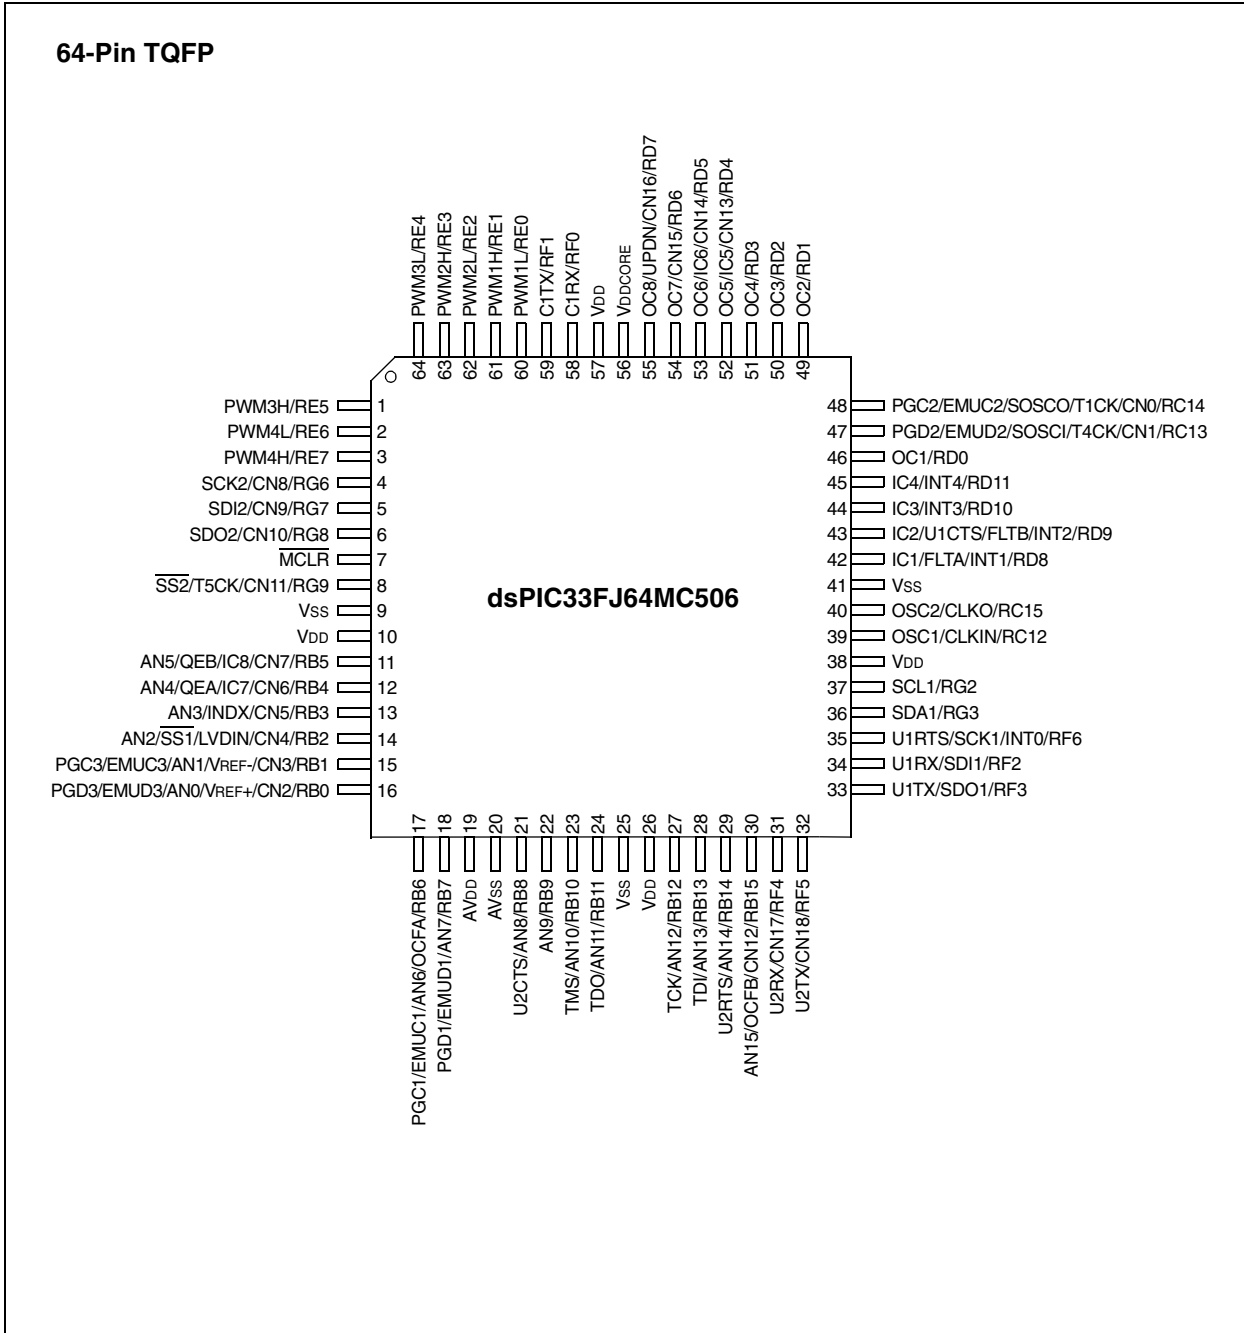 64-Pin TQFP
PWM3L/RE4
PWM2H/RE3
PWM2L/RE2
PWM1H/RE1
PWM1L/RE0
C1TX/RF1
C1RX/RF0
VDD
VDDCORE
OC8/UPDN/CN16/RD7
OC7/CN15/RD6
OC6/IC6/CN14/RD5
OC5/IC5/CN13/RD4
OC4/RD3
OC3/RD2
OC2/RD1
64
63
62
61
60
59
58
57
56
55
54
53
52
51
50
49
PWM3H/RE5 1
PWM4L/RE6 2
PWM4H/RE7 3
SCK2/CN8/RG6 4
SDI2/CN9/RG7 5
SDO2/CN10/RG8 6
MCLR 7
SS2/T5CK/CN11/RG9 8
VSS 9
VDD 10
AN5/QEB/IC8/CN7/RB5 11
AN4/QEA/IC7/CN6/RB4 12
AN3/INDX/CN5/RB3 13
AN2/SS1/LVDIN/CN4/RB2 14
PGC3/EMUC3/AN1/VREF-/CN3/RB1 15
PGD3/EMUD3/AN0/VREF+/CN2/RB0 16
dsPIC33FJ64MC506
48 PGC2/EMUC2/SOSCO/T1CK/CN0/RC14
47 PGD2/EMUD2/SOSCI/T4CK/CN1/RC13
46 OC1/RD0
45 IC4/INT4/RD11
44 IC3/INT3/RD10
43 IC2/U1CTS/FLTB/INT2/RD9
42 IC1/FLTA/INT1/RD8
41 VSS
40 OSC2/CLKO/RC15
39 OSC1/CLKIN/RC12
38 VDD
37 SCL1/RG2
36 SDA1/RG3
35 U1RTS/SCK1/INT0/RF6
34 U1RX/SDI1/RF2
33 U1TX/SDO1/RF3
17
18
19
20
21
22
23
24
25
26
27
28
29
30
31
32
PGC1/EMUC1/AN6/OCFA/RB6
PGD1/EMUD1/AN7/RB7
AVDD
AVSS
U2CTS/AN8/RB8
AN9/RB9
TMS/AN10/RB10
TDO/AN11/RB11
VSS
VDD
TCK/AN12/RB12
TDI/AN13/RB13
U2RTS/AN14/RB14
AN15/OCFB/CN12/RB15
U2RX/CN17/RF4
U2TX/CN18/RF5